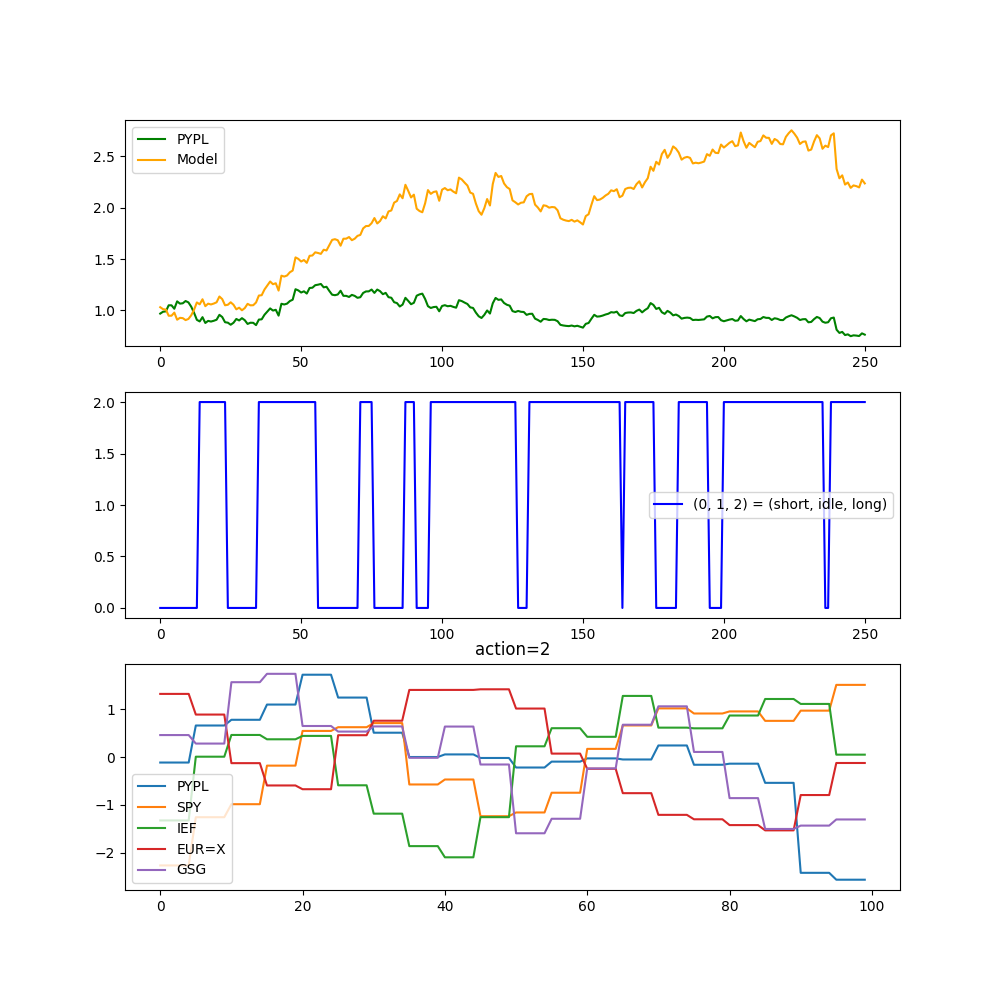 PYPL
Model
2.5
2.0
1.5
1.0
0 50 100 150 200 250
2.0
1.5
1.0
0.5
0.0
(0, 1, 2) = (short, idle, long)
0 50 100 150 200 250
action=2
1
0
−1
−2
PYPL
SPY
IEF
EUR=X
GSG
0 20 40 60 80 100